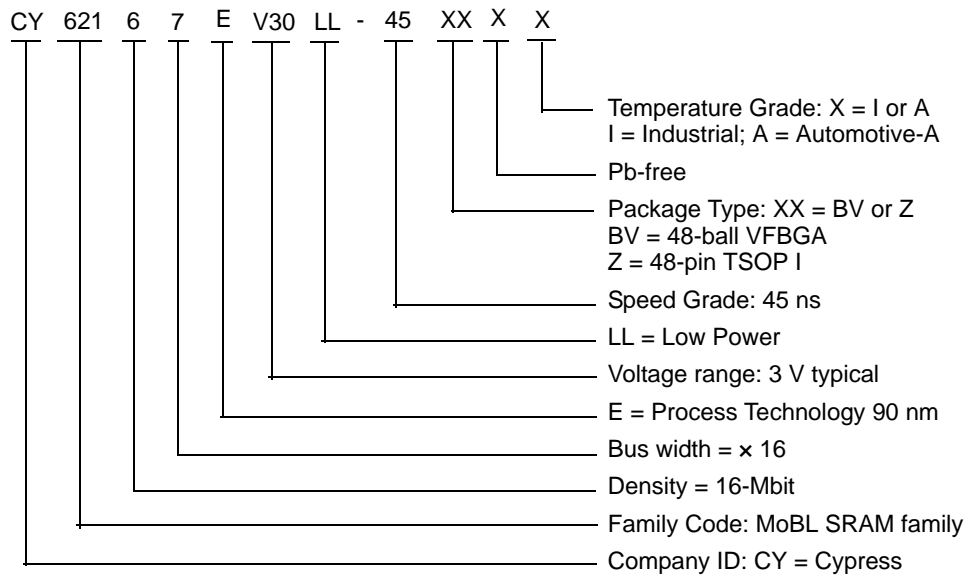 CY 621 6 7 E V30 LL - 45 XX X X
Temperature Grade: X = I or A
I = Industrial; A = Automotive-A
Pb-free
Package Type: XX = BV or Z
BV = 48-ball VFBGA
Z = 48-pin TSOP I
Speed Grade: 45 ns
LL = Low Power
Voltage range: 3 V typical
E = Process Technology 90 nm
Bus width = × 16
Density = 16-Mbit
Family Code: MoBL SRAM family
Company ID: CY = Cypress